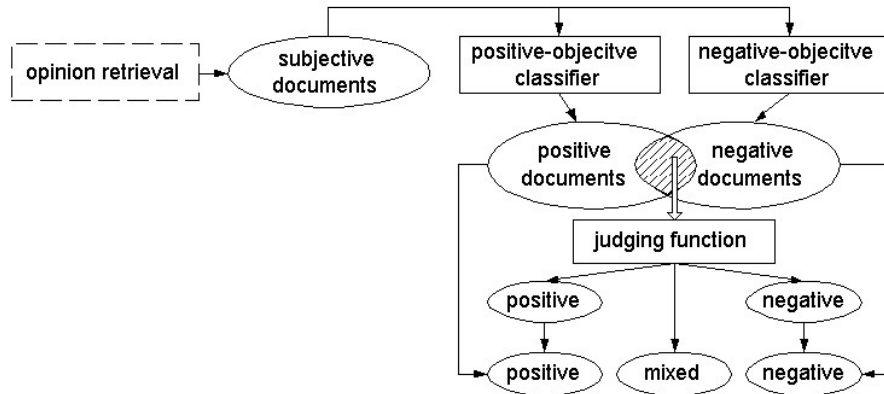 opinion retrieval
subjective
documents
positive-objecitve
classifier
negative-objecitve
classifier
positive
documents
negative
documents
judging function
positive
negative
positive
mixed
negative